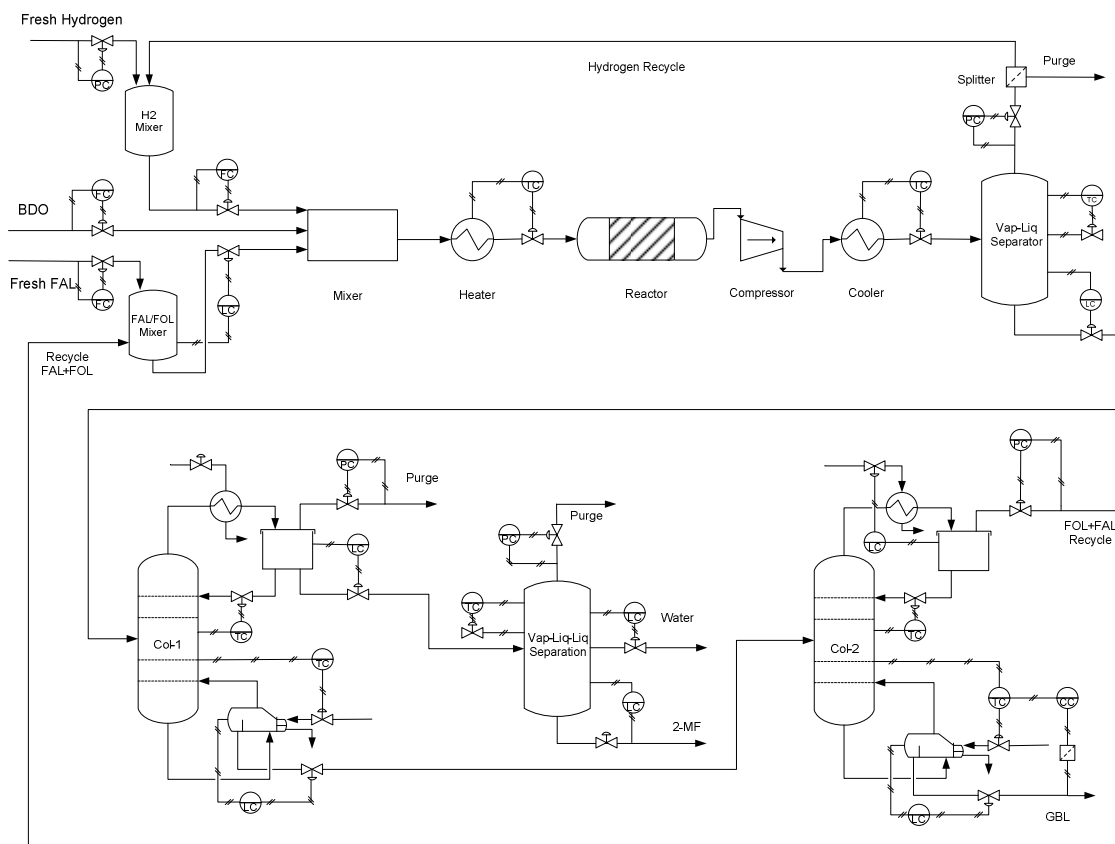 Fresh Hydrogen
PC
H2
Mixer
Hydrogen Recycle
Splitter
Purge
PC
FC
BDO
FC
TC
TC
TC
Vap-Liq
Separator
Fresh FAL
FC
LC
LC
FAL/FOL
Mixer
Mixer
Heater
Reactor
Compressor
Cooler
Recycle
FAL+FOL
PC
Purge
LC
TC
Col-1
TC
LC
Purge
PC
TC
LC
Water
Vap-Liq-Liq
Separation
LC
2-MF
PC
FOL+FAL
Recycle
LC
TC
Col-2
TC
CC
LC
GBL